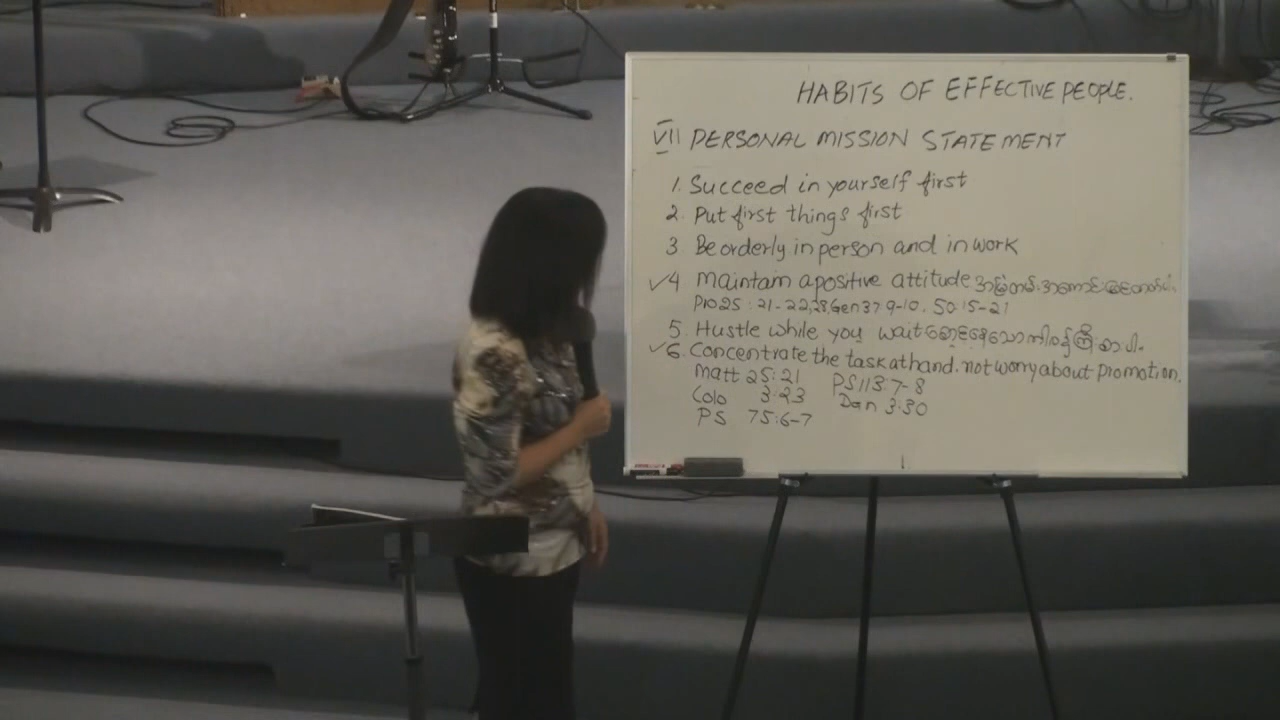 HABITS OF EFFECTIVE PEOPLE.
VII PERSONAL MISSION STATEMENT
1. Succeed in yourself first
2. Put first things first
3. Be orderly in person and in work
✓4. Maintain a positive attitude
Pro 25:21-22, 28, Gen 37:9-10. 50:15-21
5. Hustle while you wait
✓6. Concentrate the task at hand. not worry about promotion.
Matt 25:21 PS 113:7-8
Colo 3:23 Dan 3:30
PS 75:6-7